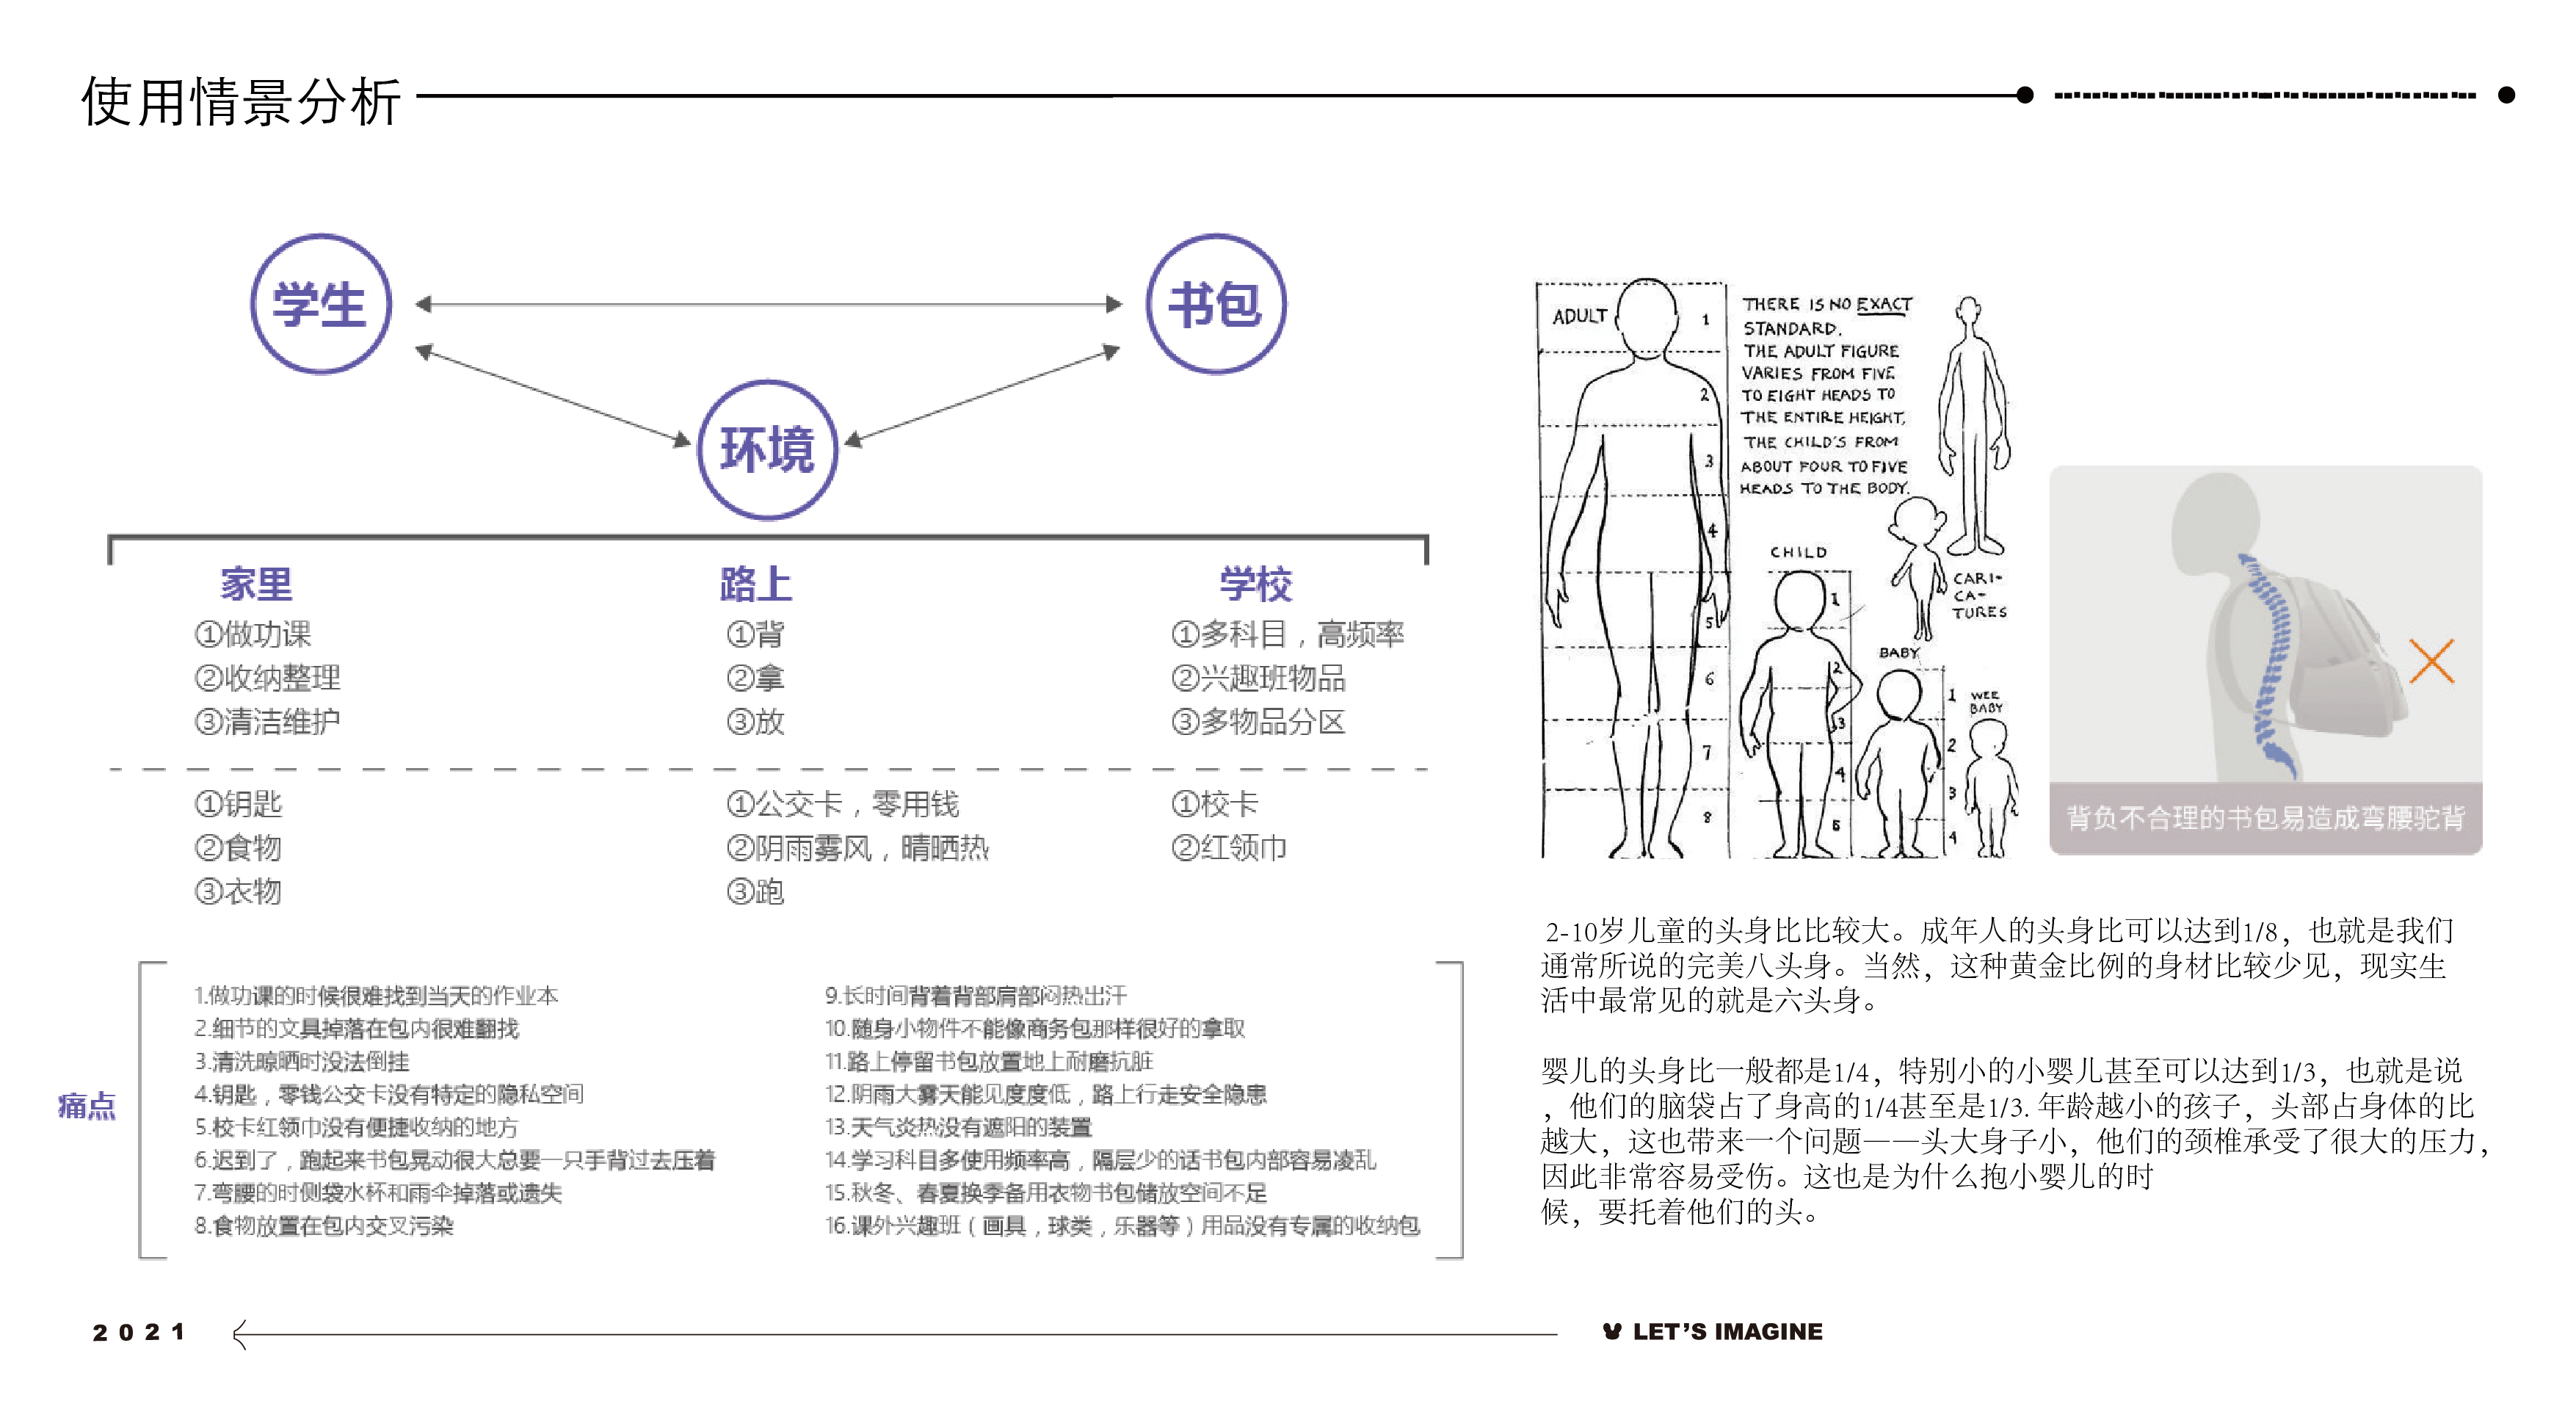 使用情景分析
学生
书包
环境
家里
①做功课
②收纳整理
③清洁维护
路上
①背
②拿
③放
学校
①多科目，高频率
②兴趣班物品
③多物品分区
①钥匙
②食物
③衣物
①公交卡，零用钱
②阴雨雾风，晴晒热
③跑
①校卡
②红领巾
痛点
1.做功课的时候很难找到当天的作业本
2.细节的文具掉落在包内很难翻找
3.清洗晾晒时没法倒挂
4.钥匙，零钱公交卡没有特定的隐私空间
5.校卡红领巾没有便捷收纳的地方
6.迟到了，跑起来书包晃动很大总要一只手背过去压着
7.弯腰的时侧袋水杯和雨伞掉落或遗失
8.食物放置在包内交叉污染
9.长时间背着背部肩部闷热出汗
10.随身小物件不能像商务包那样很好的拿取
11.路上停留书包放置地上耐磨抗脏
12.阴雨大雾天能见度度低，路上行走安全隐患
13.天气炎热没有遮阳的装置
14.学习科目多使用频率高，隔层少的话书包内部容易凌乱
15.秋冬、春夏换季备用衣物书包储放空间不足
16.课外兴趣班（画具，球类，乐器等）用品没有专属的收纳包
ADULT
1
2
3
4
5
6
7
8
THERE IS NO EXACT
STANDARD.
THE ADULT FIGURE
VARIES FROM FIVE
TO EIGHT HEADS TO
THE ENTIRE HEIGHT,
THE CHILD'S FROM
ABOUT FOUR TO FIVE
HEADS TO THE BODY.
CARI-
CA-
TURES
CHILD
1
2
3
4
5
BABY
1
2
3
4
WEE
BABY
背负不合理的书包易造成弯腰驼背
2-10岁儿童的头身比比较大。成年人的头身比可以达到1/8，也就是我们
通常所说的完美八头身。当然，这种黄金比例的身材比较少见，现实生
活中最常见的就是六头身。
婴儿的头身比一般都是1/4，特别小的小婴儿甚至可以达到1/3，也就是说
，他们的脑袋占了身高的1/4甚至是1/3. 年龄越小的孩子，头部占身体的比
越大，这也带来一个问题——头大身子小，他们的颈椎承受了很大的压力，
因此非常容易受伤。这也是为什么抱小婴儿的时
候，要托着他们的头。
2021
LET'S IMAGINE